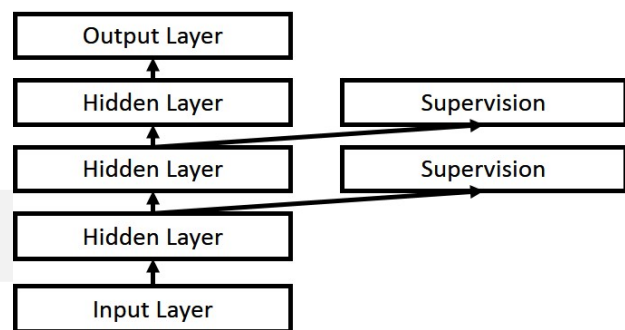 Output Layer
Hidden Layer
Supervision
Hidden Layer
Supervision
Hidden Layer
Input Layer